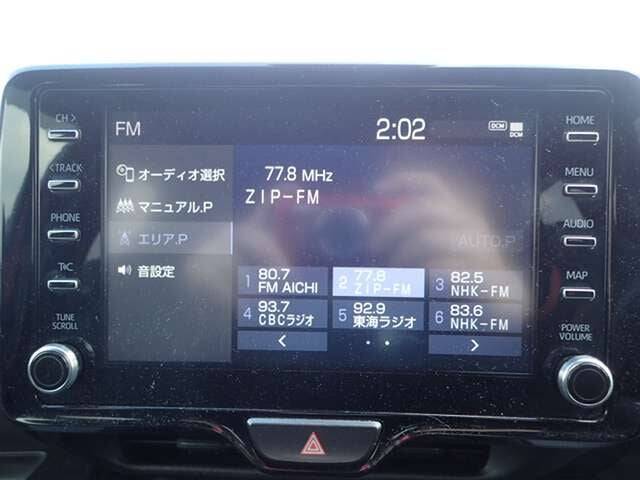 CH >
< TRACK
PHONE
T℃
TUNE
SCROLL
FM
2:02
DCM
DCM
オーディオ選択
マニュアル.P
エリア.P
音設定
77.8 MHz
ZIP-FM
AUTO.P
1 80.7 FM AICHI
2 77.8 ZIP-FM
3 82.5 NHK-FM
4 93.7 CBCラジオ
5 92.9 東海ラジオ
6 83.6 NHK-FM
<
>
HOME
MENU
AUDIO
MAP
POWER
VOLUME